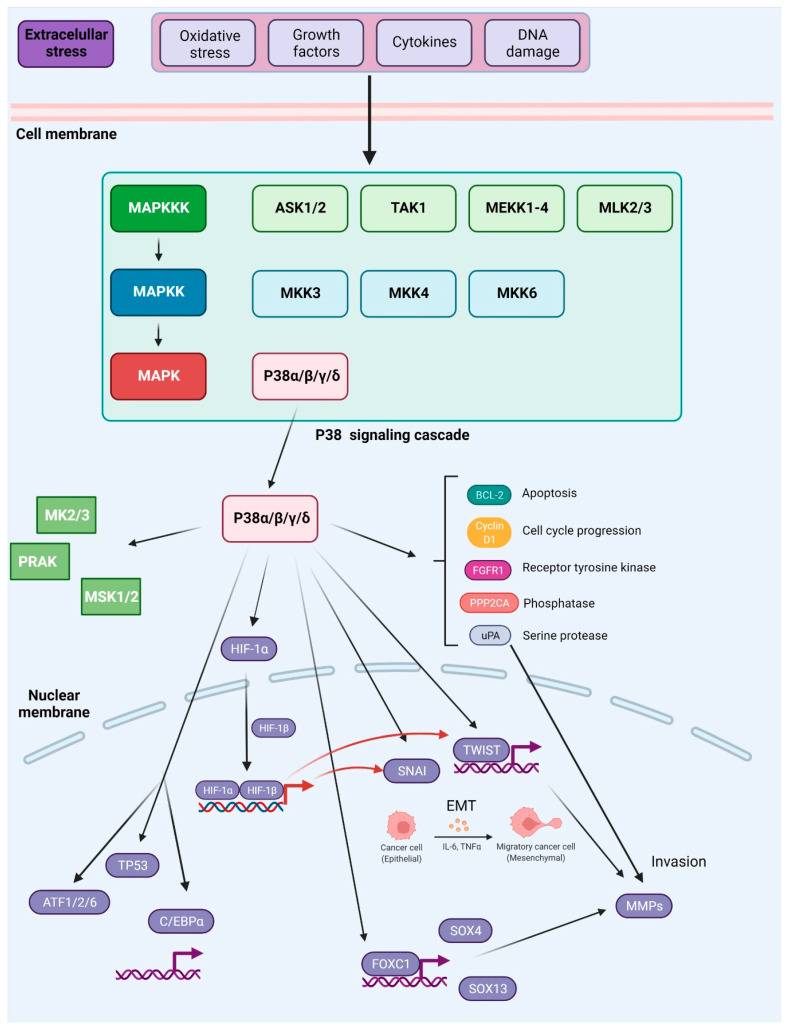 Extracelullar
stress
Oxidative
stress
Growth
factors
Cytokines
DNA
damage
Cell membrane
MAPKKK
ASK1/2
TAK1
MEKK1-4
MLK2/3
MAPKK
MKK3
MKK4
MKK6
MAPK
P38α/β/γ/δ
P38 signaling cascade
P38α/β/γ/δ
MK2/3
PRAK
MSK1/2
BCL-2
Apoptosis
Cyclin
D1
Cell cycle progression
FGFR1
Receptor tyrosine kinase
PPP2CA
Phosphatase
uPA
Serine protease
HIF-1α
Nuclear
membrane
HIF-1β
HIF-1α
HIF-1β
SNAI
TWIST
EMT
Cancer cell
(Epithelial)
IL-6, TNFα
Migratory cancer cell
(Mesenchymal)
Invasion
MMPs
TP53
ATF1/2/6
C/EBPα
FOXC1
SOX4
SOX13